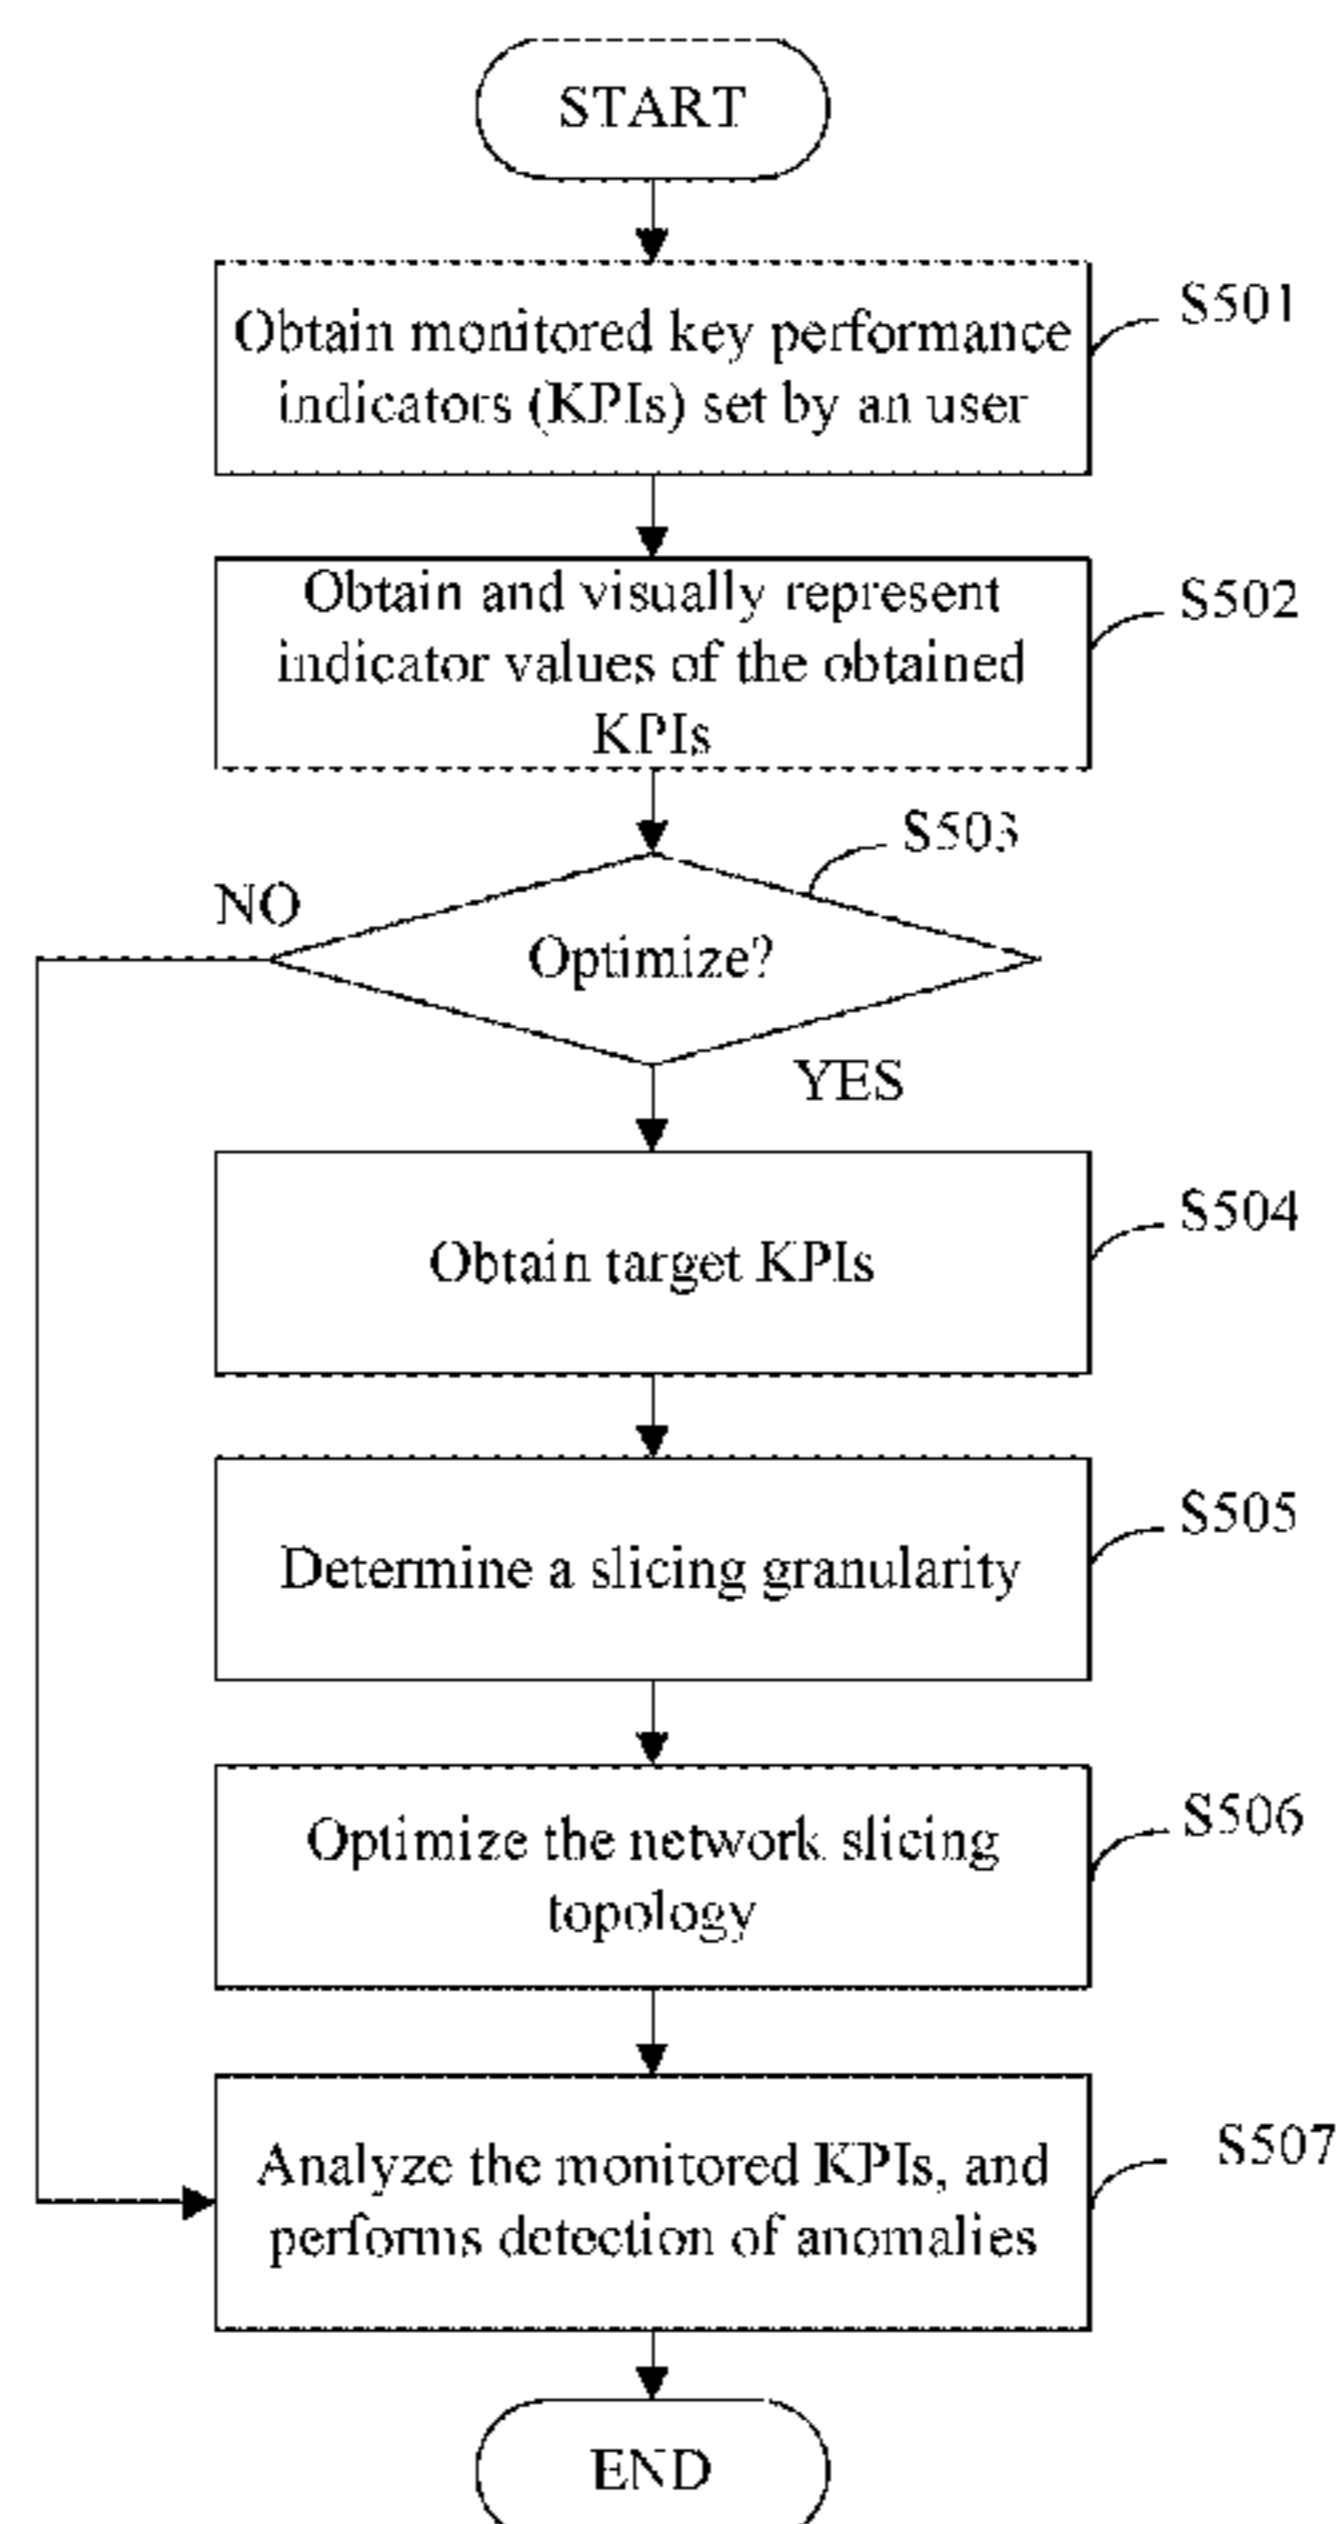 START
Obtain monitored key performance
indicators (KPIs) set by an user
S501
Obtain and visually represent
indicator values of the obtained
KPIs
S502
S503
NO
Optimize?
YES
Obtain target KPIs
S504
Determine a slicing granularity
S505
Optimize the network slicing
topology
S506
Analyze the monitored KPIs, and
performs detection of anomalies
S507
END